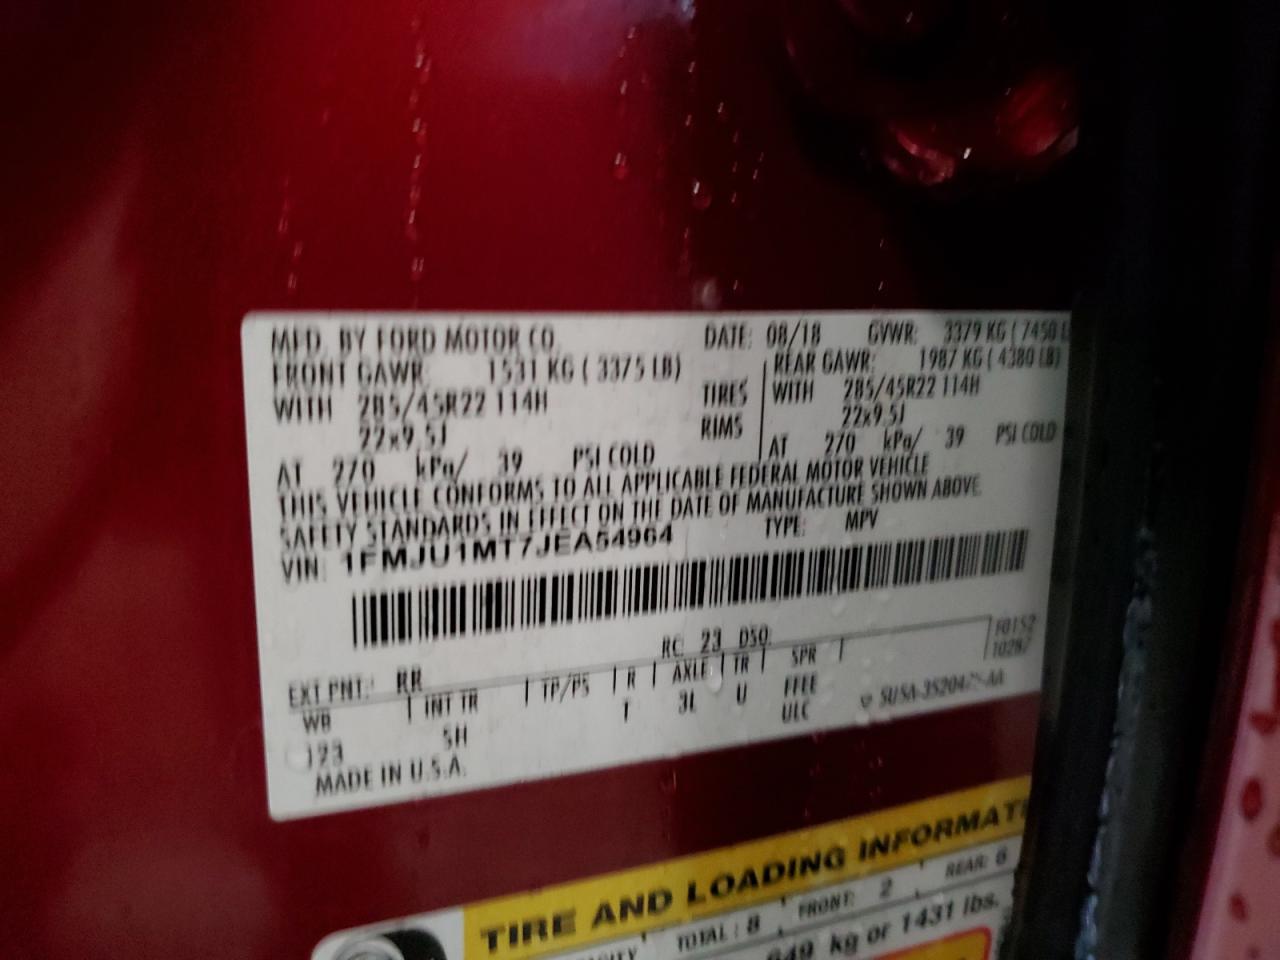 MFD. BY FORD MOTOR CO. DATE: 08/18 GVWR: 3379 KG ( 7450 L
FRONT GAWR: 1531 KG ( 3375 LB) REAR GAWR: 1987 KG ( 4380 LB)
WITH 285/45R22 114H TIRES WITH 285/45R22 114H
22x9.5J RIMS 22x9.5J
AT 270 kPa/ 39 PSI COLD AT 270 kPa/ 39 PSI COLD
THIS VEHICLE CONFORMS TO ALL APPLICABLE FEDERAL MOTOR VEHICLE
SAFETY STANDARDS IN EFFECT ON THE DATE OF MANUFACTURE SHOWN ABOVE.
VIN: 1FMJU1MT7JEA54964 TYPE: MPV
EXT PNT: RR RC: 23 DSO:
WB INT TR TP/PS R AXLE TR SPR
123 SH T 3L U FFEE
ULC
F0152
MADE IN U.S.A.
TIRE AND LOADING INFORMATI
TOTAL : 8 FRONT: 2 REAR: 6
649 kg or 1431 lbs.